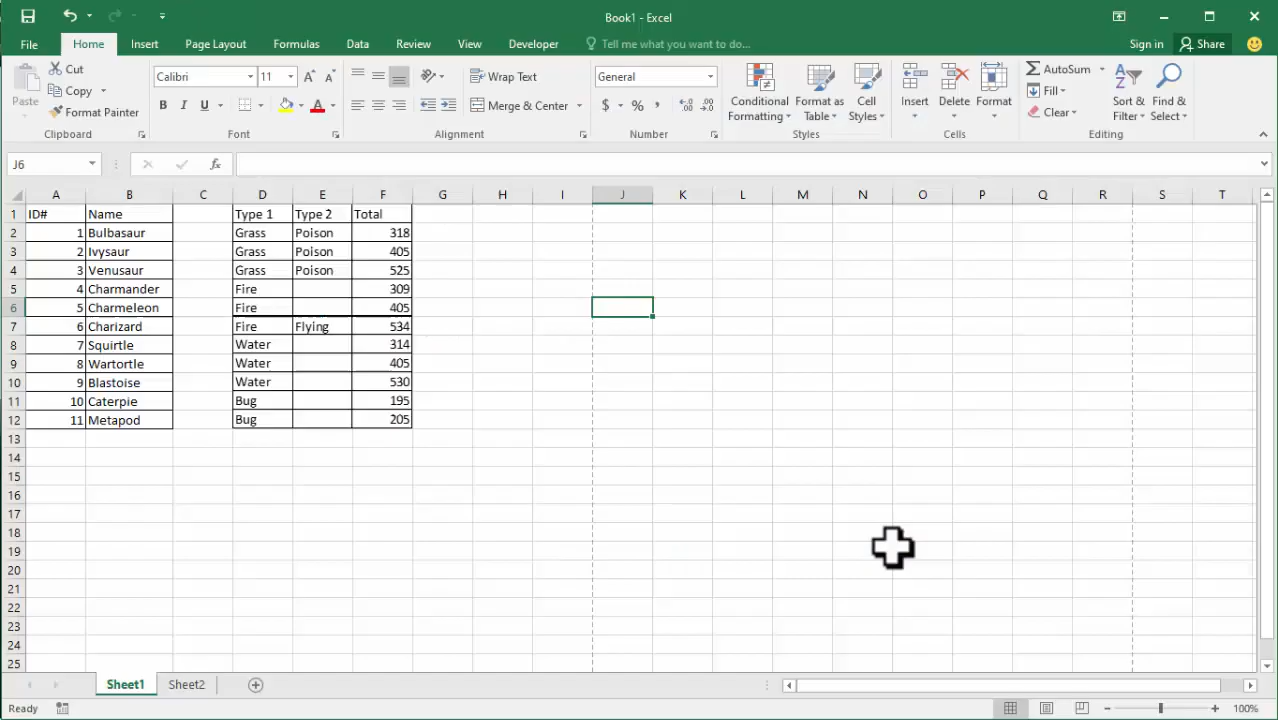 Book1 - Excel
File Home Insert Page Layout Formulas Data Review View Developer Tell me what you want to do... Sign in Share
Paste Cut Copy Format Painter Clipboard
Calibri 11 B I U A Font
Wrap Text Merge & Center Alignment
General $ % , Number
Conditional Formatting Format as Table Cell Styles Styles
Insert Delete Format Cells
AutoSum Fill Clear Sort & Filter Find & Select Editing
J6 fx
A B C D E F G H I J K L M N O P Q R S T
1 ID# Name Type 1 Type 2 Total
2 1 Bulbasaur Grass Poison 318
3 2 Ivysaur Grass Poison 405
4 3 Venusaur Grass Poison 525
5 4 Charmander Fire 309
6 5 Charmeleon Fire 405
7 6 Charizard Fire Flying 534
8 7 Squirtle Water 314
9 8 Wartortle Water 405
10 9 Blastoise Water 530
11 10 Caterpie Bug 195
12 11 Metapod Bug 205
13
14
15
16
17
18
19
20
21
22
23
24
25
Sheet1 Sheet2
Ready 100%